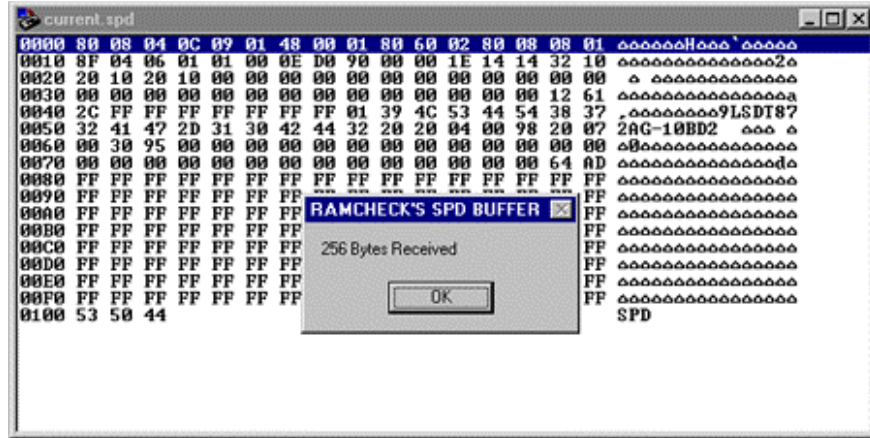 current.spd
0000 80 08 04 0C 09 01 48 00 01 80 60 02 80 08 08 01 △△△△△△H△△△`△△△△△
0010 8F 04 06 01 01 00 0E D0 90 00 00 1E 14 14 32 10 △△△△△△△△△△△△△△2△
0020 20 10 20 10 00 00 00 00 00 00 00 00 00 00 00 00  △ △△△△△△△△△△△△△
0030 00 00 00 00 00 00 00 00 00 00 00 00 00 00 12 61 △△△△△△△△△△△△△△△a
0040 2C FF FF FF FF FF FF FF 01 39 4C 53 44 54 38 37 ,△△△△△△△△9LSDT87
0050 32 41 47 2D 31 30 42 44 32 20 20 04 00 98 20 07 2AG-10BD2  △△△ △
0060 00 30 95 00 00 00 00 00 00 00 00 00 00 00 00 00 △0△△△△△△△△△△△△△△
0070 00 00 00 00 00 00 00 00 00 00 00 00 00 00 64 AD △△△△△△△△△△△△△△d△
0080 FF FF FF FF FF FF FF FF FF FF FF FF FF FF FF FF △△△△△△△△△△△△△△△△
0090 FF FF FF FF FF FF FF △△△△△△△△△△△△△△△△
RAMCHECK'S SPD BUFFER
00A0 FF FF FF FF FF FF FF △△△△△△△△△△△△△△△△
00B0 FF FF FF FF FF FF FF △△△△△△△△△△△△△△△△
256 Bytes Received
00C0 FF FF FF FF FF FF FF △△△△△△△△△△△△△△△△
00D0 FF FF FF FF FF FF FF △△△△△△△△△△△△△△△△
00E0 FF FF FF FF FF FF FF △△△△△△△△△△△△△△△△
OK
00F0 FF FF FF FF FF FF FF △△△△△△△△△△△△△△△△
0100 53 50 44 SPD